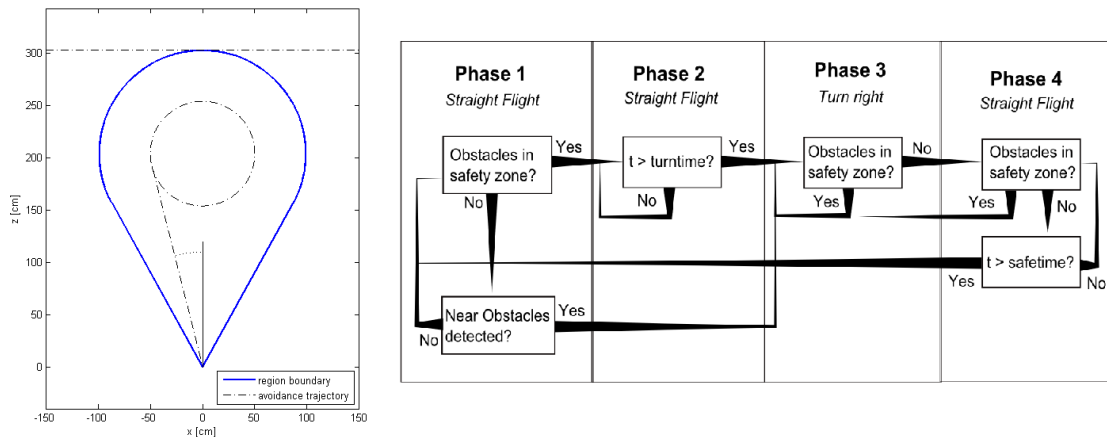 300
250
200
150
100
50
0
z [cm]
-150
-100
-50
0
50
100
150
x [cm]
region boundary
avoidance trajectory
Phase 1
Straight Flight
Obstacles in
safety zone?
Yes
No
Near Obstacles
detected?
Yes
No
Phase 2
Straight Flight
t > turntime?
Yes
No
Phase 3
Turn right
Obstacles in
safety zone?
No
Yes
Phase 4
Straight Flight
Obstacles in
safety zone?
Yes
No
t > safetime?
Yes
No